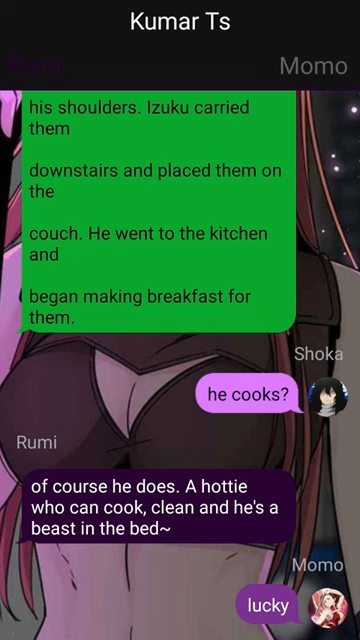 Kumar Ts
Rumi
Momo
his shoulders. Izuku carried
them
downstairs and placed them on
the
couch. He went to the kitchen
and
began making breakfast for
them.
Shoka
he cooks?
Rumi
of course he does. A hottie
who can cook, clean and he's a
beast in the bed~
Momo
lucky